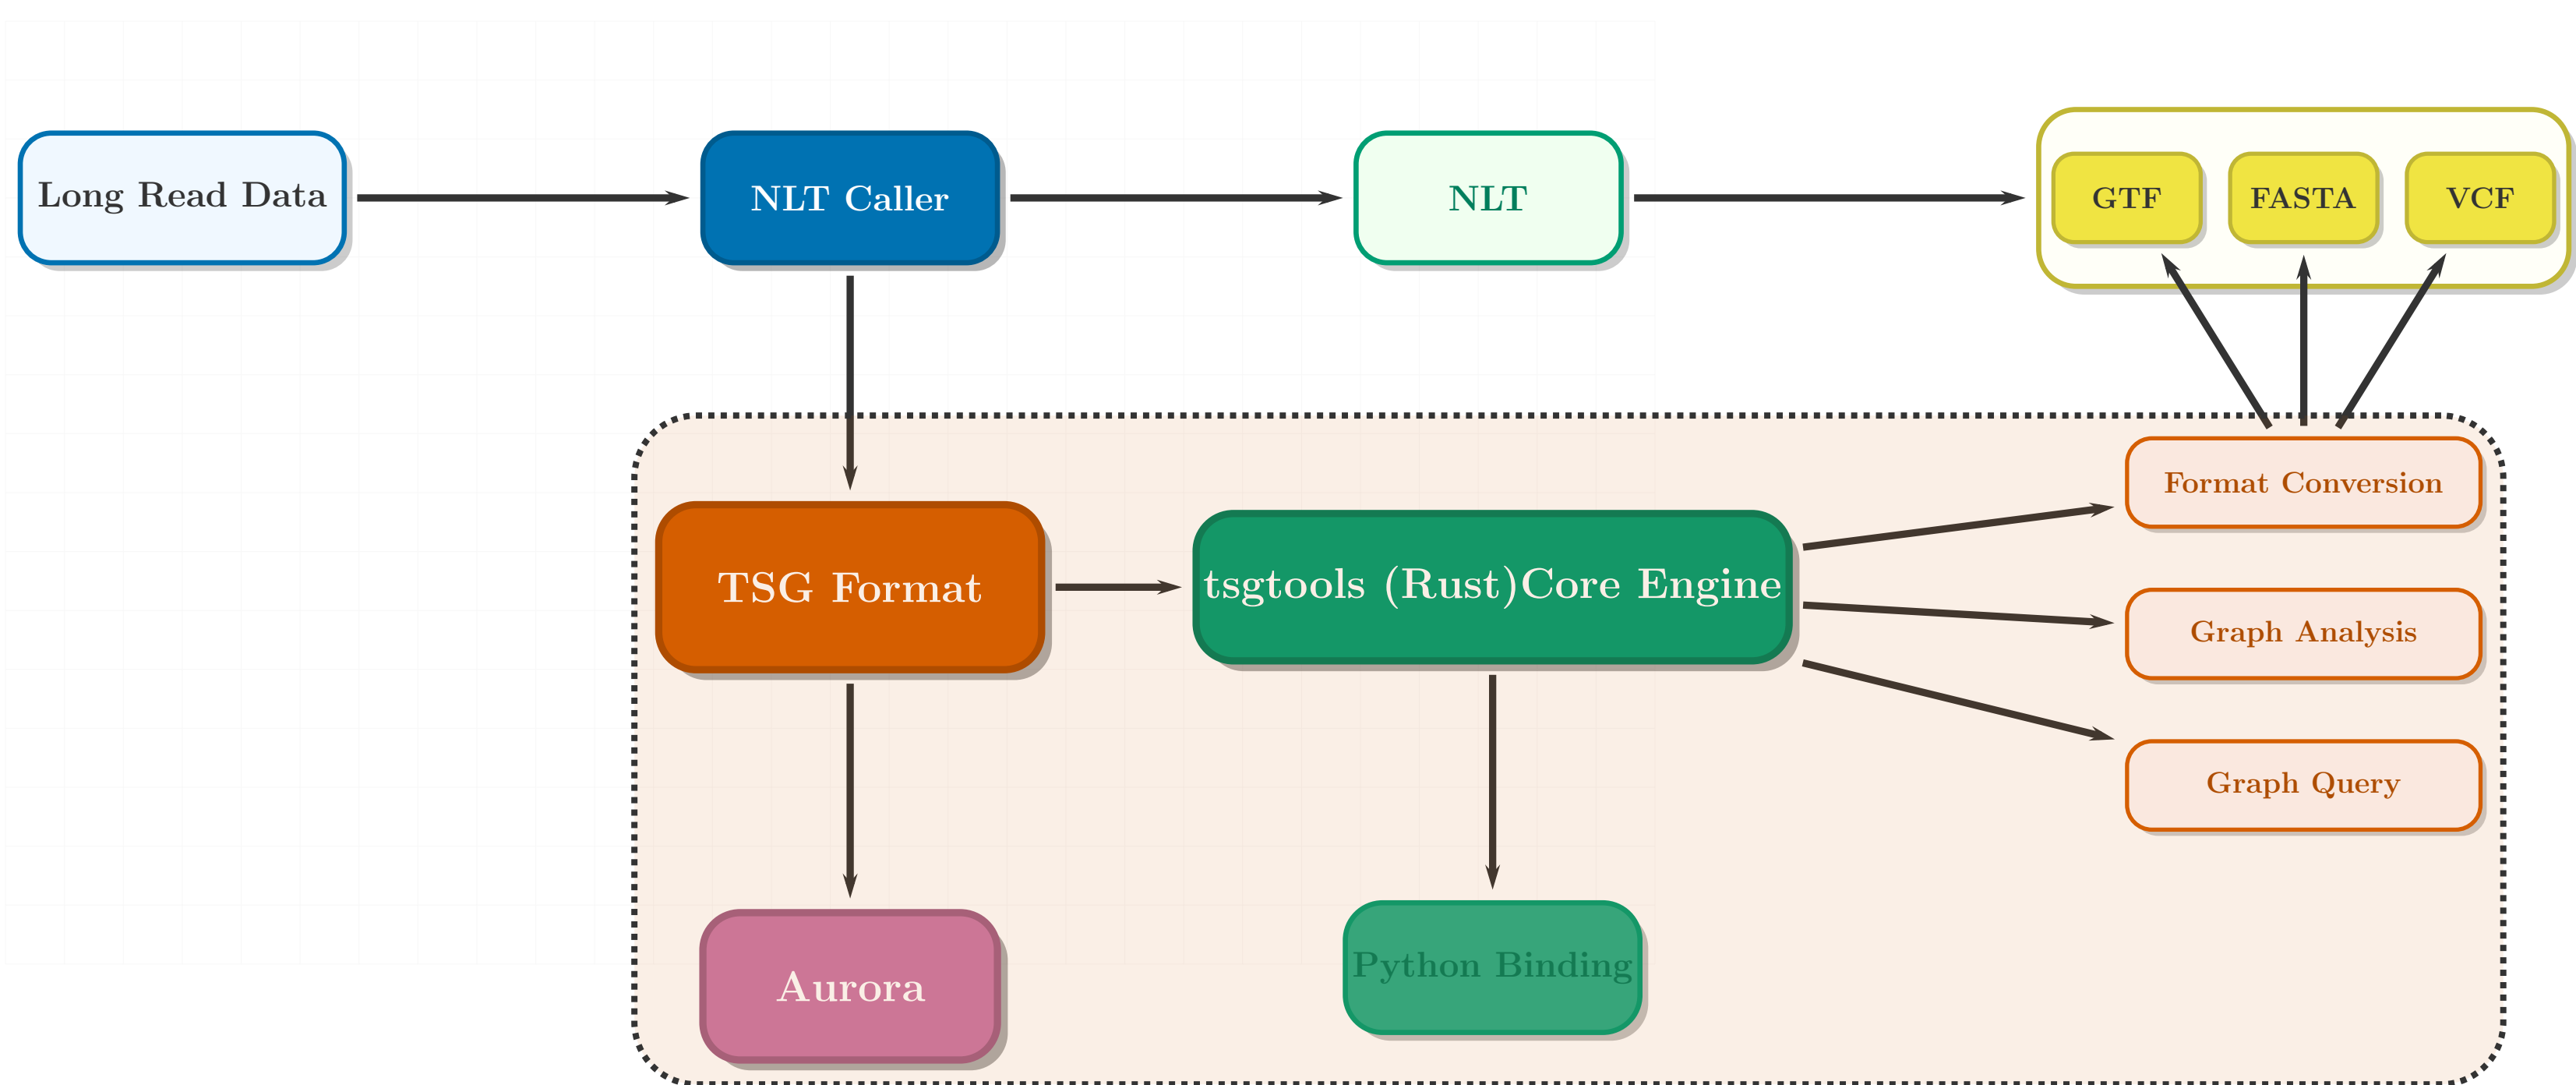 Long Read Data
NLT Caller
NLT
GTF
FASTA
VCF
Format Conversion
TSG Format
tsgtools (Rust)Core Engine
Graph Analysis
Graph Query
Aurora
Python Binding